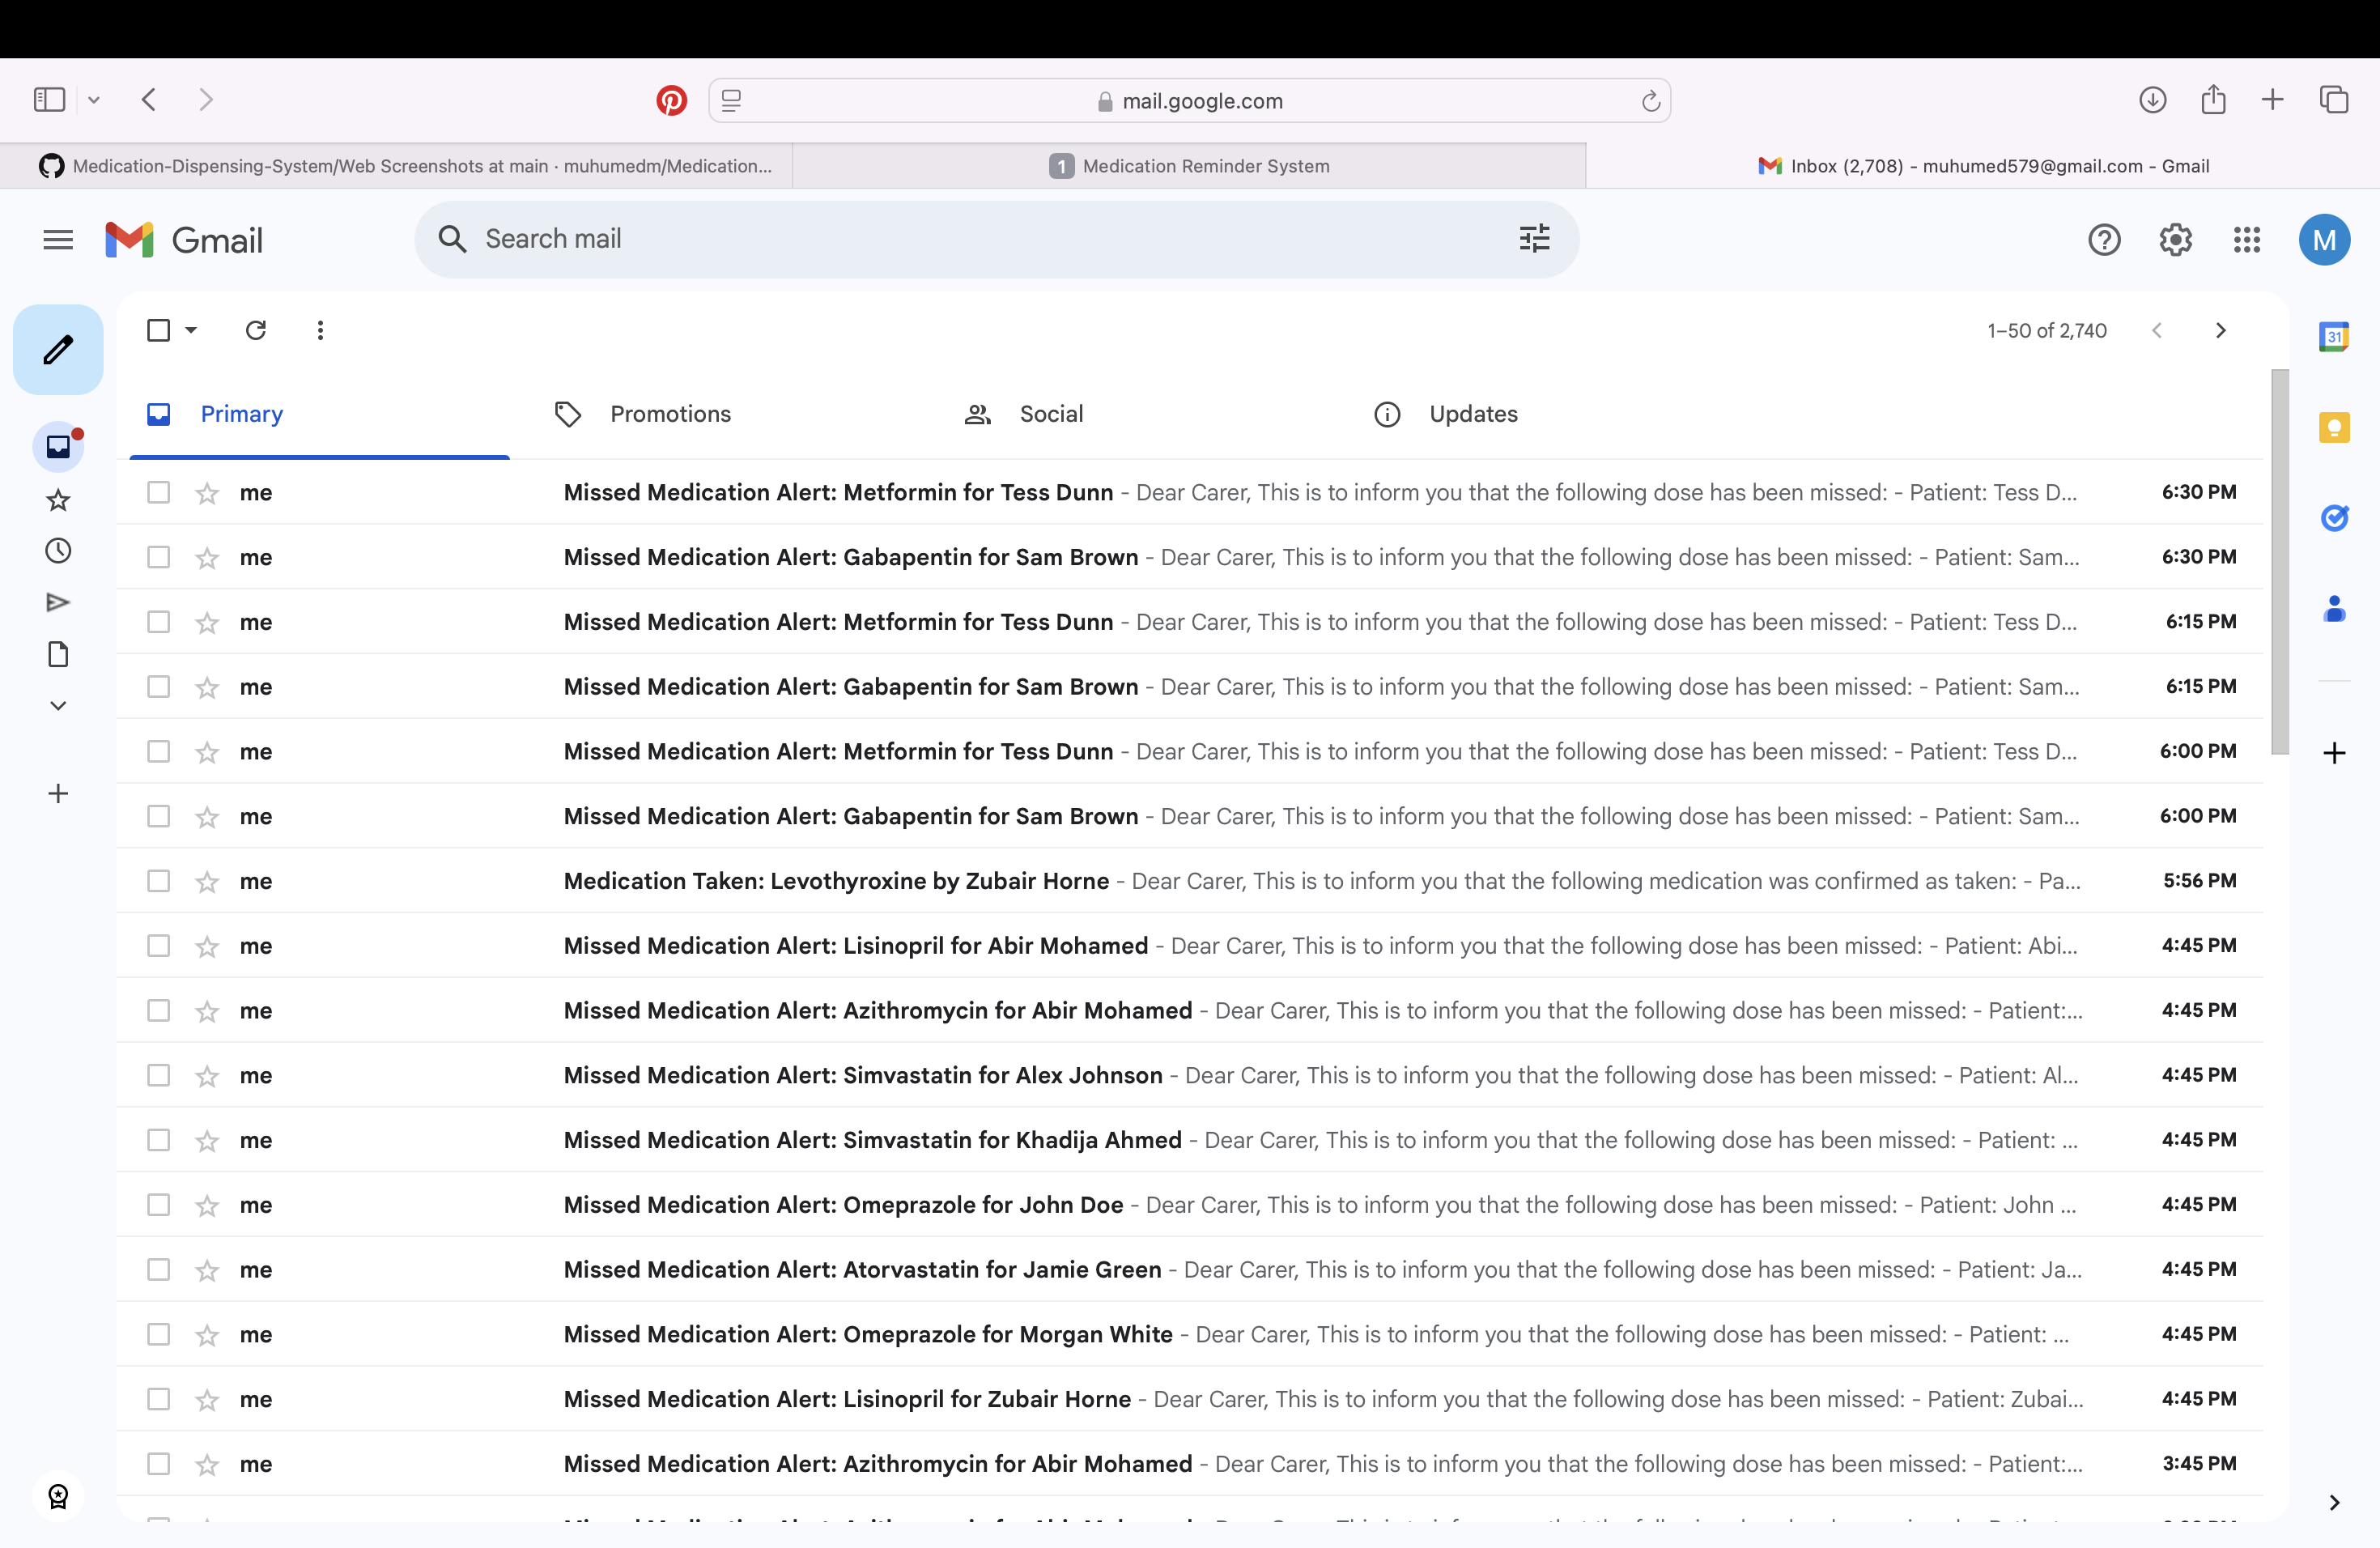 mail.google.com
Medication-Dispensing-System/Web Screenshots at main · muhumedm/Medication...
1 Medication Reminder System
Inbox (2,708) - muhumed579@gmail.com - Gmail
Gmail
Search mail
M
1–50 of 2,740
31
Primary
Promotions
Social
Updates
me Missed Medication Alert: Metformin for Tess Dunn - Dear Carer, This is to inform you that the following dose has been missed: - Patient: Tess D... 6:30 PM
me Missed Medication Alert: Gabapentin for Sam Brown - Dear Carer, This is to inform you that the following dose has been missed: - Patient: Sam... 6:30 PM
me Missed Medication Alert: Metformin for Tess Dunn - Dear Carer, This is to inform you that the following dose has been missed: - Patient: Tess D... 6:15 PM
me Missed Medication Alert: Gabapentin for Sam Brown - Dear Carer, This is to inform you that the following dose has been missed: - Patient: Sam... 6:15 PM
me Missed Medication Alert: Metformin for Tess Dunn - Dear Carer, This is to inform you that the following dose has been missed: - Patient: Tess D... 6:00 PM
me Missed Medication Alert: Gabapentin for Sam Brown - Dear Carer, This is to inform you that the following dose has been missed: - Patient: Sam... 6:00 PM
me Medication Taken: Levothyroxine by Zubair Horne - Dear Carer, This is to inform you that the following medication was confirmed as taken: - Pa... 5:56 PM
me Missed Medication Alert: Lisinopril for Abir Mohamed - Dear Carer, This is to inform you that the following dose has been missed: - Patient: Abi... 4:45 PM
me Missed Medication Alert: Azithromycin for Abir Mohamed - Dear Carer, This is to inform you that the following dose has been missed: - Patient:... 4:45 PM
me Missed Medication Alert: Simvastatin for Alex Johnson - Dear Carer, This is to inform you that the following dose has been missed: - Patient: Al... 4:45 PM
me Missed Medication Alert: Simvastatin for Khadija Ahmed - Dear Carer, This is to inform you that the following dose has been missed: - Patient: ... 4:45 PM
me Missed Medication Alert: Omeprazole for John Doe - Dear Carer, This is to inform you that the following dose has been missed: - Patient: John ... 4:45 PM
me Missed Medication Alert: Atorvastatin for Jamie Green - Dear Carer, This is to inform you that the following dose has been missed: - Patient: Ja... 4:45 PM
me Missed Medication Alert: Omeprazole for Morgan White - Dear Carer, This is to inform you that the following dose has been missed: - Patient: ... 4:45 PM
me Missed Medication Alert: Lisinopril for Zubair Horne - Dear Carer, This is to inform you that the following dose has been missed: - Patient: Zubai... 4:45 PM
me Missed Medication Alert: Azithromycin for Abir Mohamed - Dear Carer, This is to inform you that the following dose has been missed: - Patient:... 3:45 PM